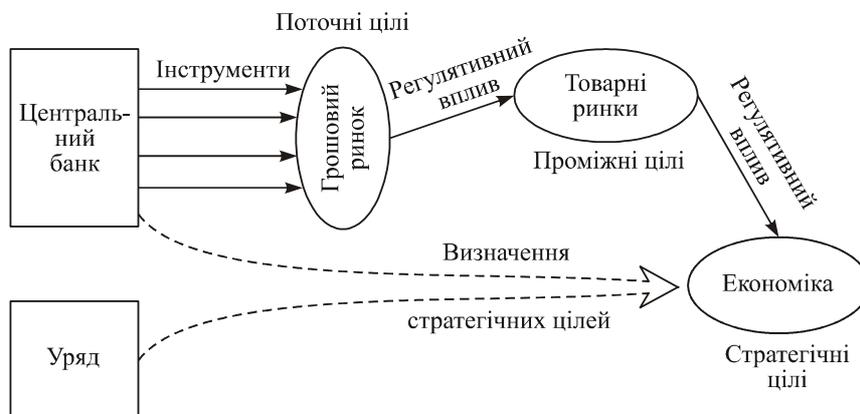 Поточні цілі
Інструменти
Централь-
ний
банк
Грошовий
ринок
Регулятивний
вплив
Товарні
ринки
Проміжні цілі
Регулятивний
вплив
Визначення
стратегічних цілей
Економіка
Уряд
Стратегічні
цілі